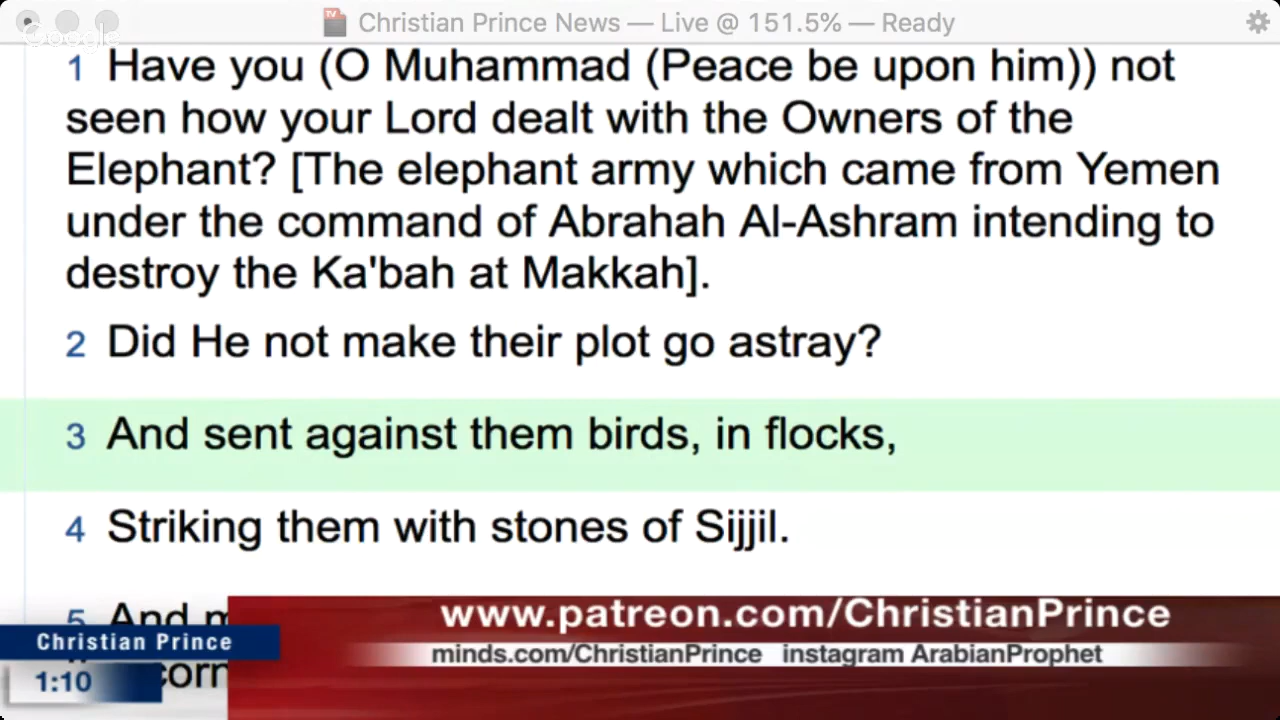 Christian Prince News — Live @ 151.5% — Ready
Google
1 Have you (O Muhammad (Peace be upon him)) not
seen how your Lord dealt with the Owners of the
Elephant? [The elephant army which came from Yemen
under the command of Abrahah Al-Ashram intending to
destroy the Ka'bah at Makkah].
2 Did He not make their plot go astray?
3 And sent against them birds, in flocks,
4 Striking them with stones of Sijjil.
5 And
www.patreon.com/ChristianPrince
Christian Prince
minds.com/ChristianPrince instagram ArabianProphet
1:10